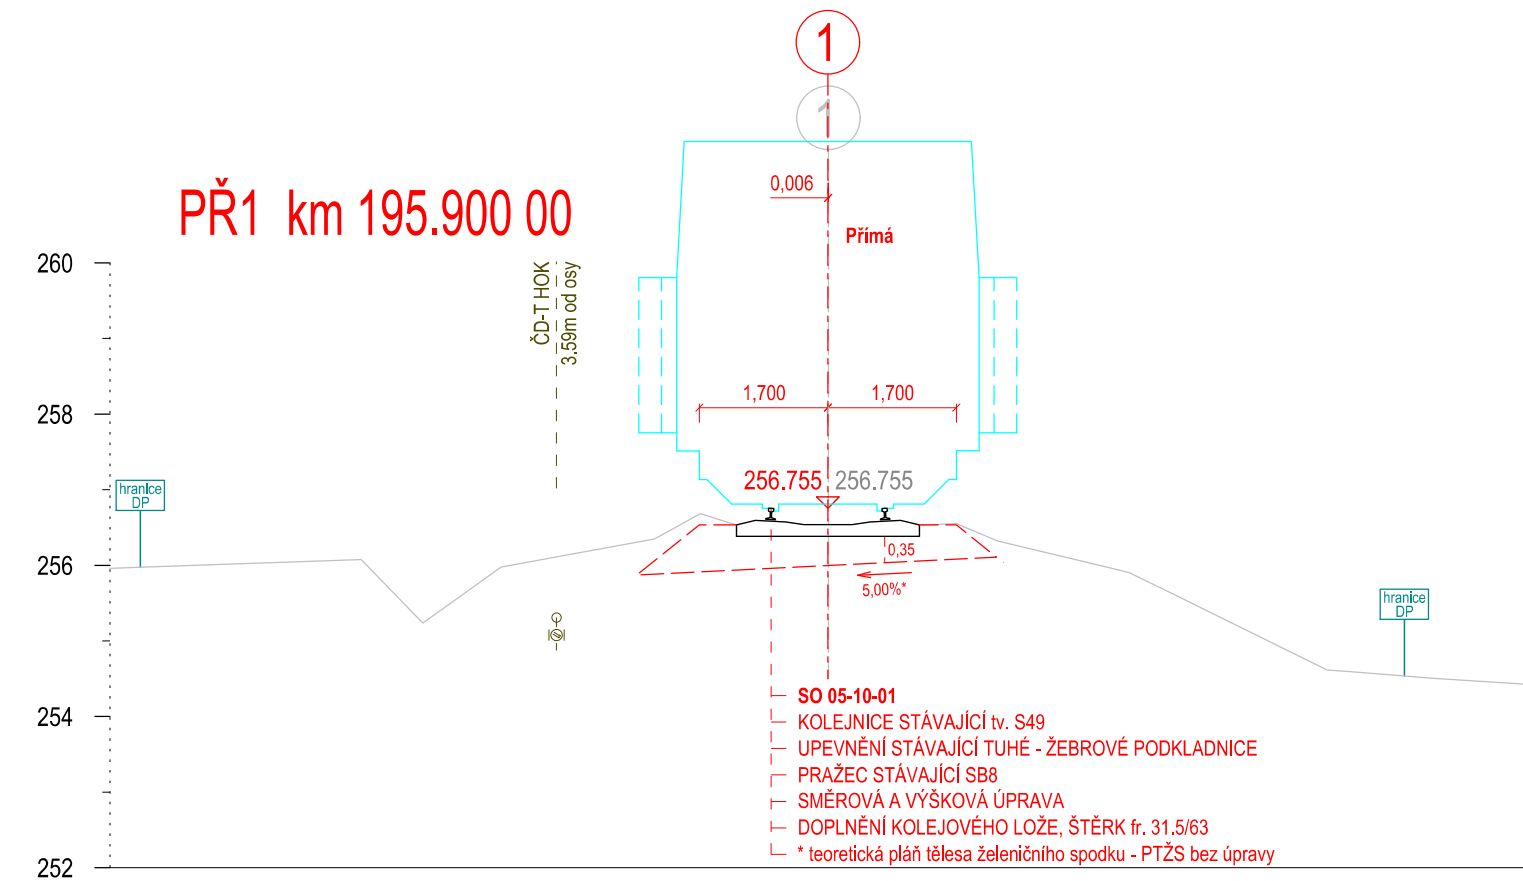 1
1
0,006
PŘ1 km 195.900 00
Přímá
260
ČD-T HOK
3.59m od osy
1,700
1,700
258
256.755
256.755
hranice
DP
0,35
256
5,00%*
hranice
DP
SO 05-10-01
254
KOLEJNICE STÁVAJÍCÍ tv. S49
UPEVNĚNÍ STÁVAJÍCÍ TUHÉ - ŽEBROVÉ PODKLADNICE
PRAŽEC STÁVAJÍCÍ SB8
SMĚROVÁ A VÝŠKOVÁ ÚPRAVA
DOPLNĚNÍ KOLEJOVÉHO LOŽE, ŠTĚRK fr. 31.5/63
* teoretická pláň tělesa želeničního spodku - PTŽS bez úpravy
252